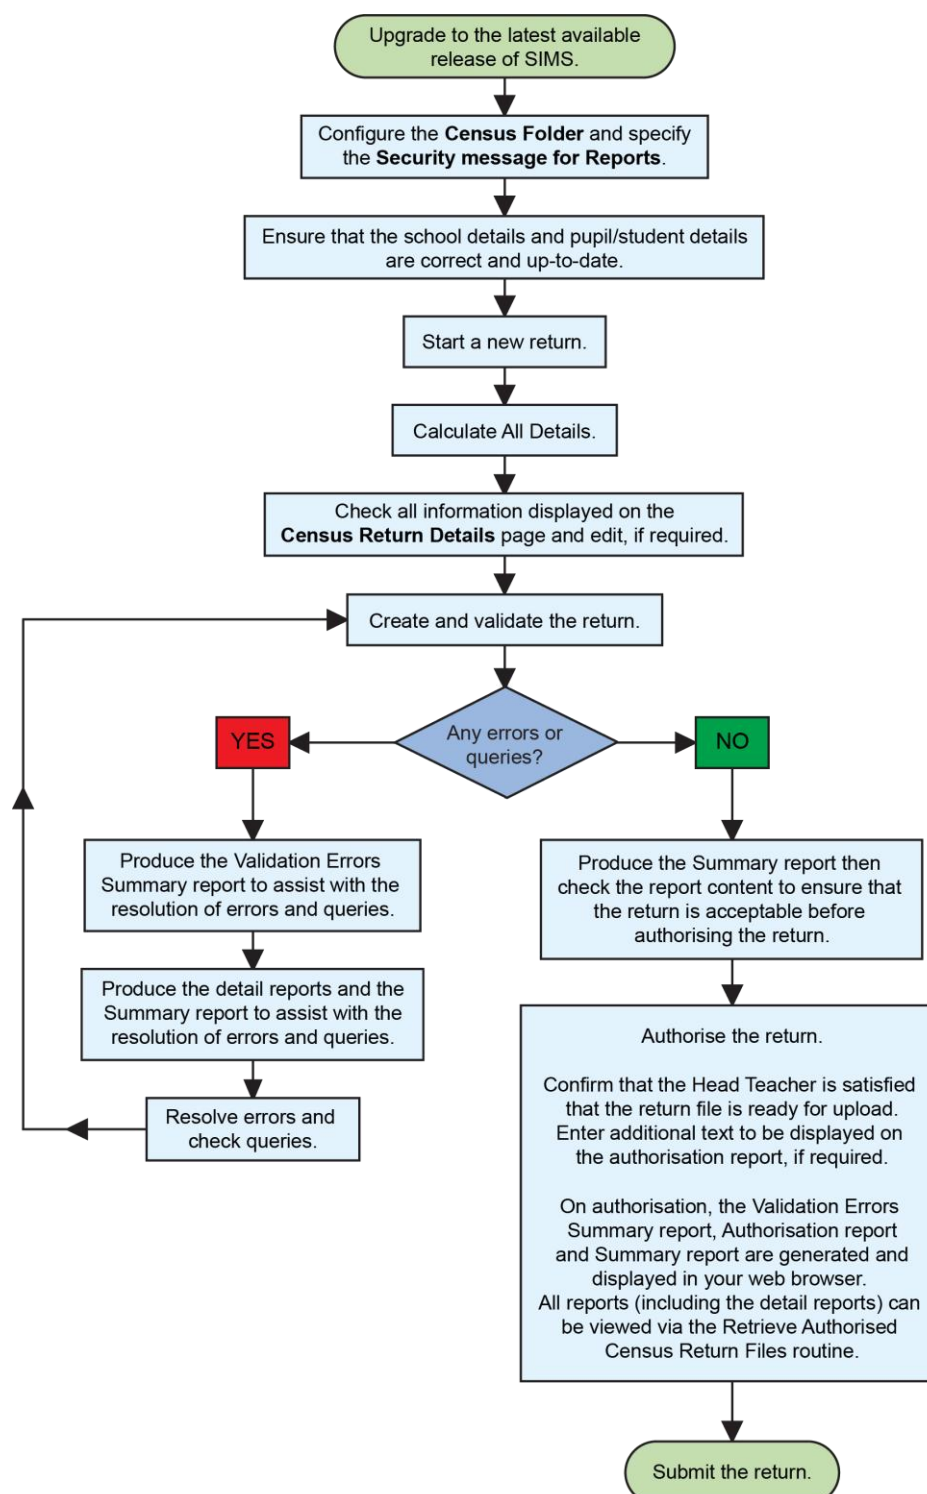 Upgrade to the latest available
release of SIMS.
Configure the Census Folder and specify
the Security message for Reports.
Ensure that the school details and pupil/student details
are correct and up-to-date.
Start a new return.
Calculate All Details.
Check all information displayed on the
Census Return Details page and edit, if required.
Create and validate the return.
Any errors or
queries?
YES
NO
Produce the Validation Errors
Summary report to assist with the
resolution of errors and queries.
Produce the detail reports and the
Summary report to assist with the
resolution of errors and queries.
Resolve errors and
check queries.
Produce the Summary report then
check the report content to ensure that
the return is acceptable before
authorising the return.
Authorise the return.
Confirm that the Head Teacher is satisfied
that the return file is ready for upload.
Enter additional text to be displayed on
the authorisation report, if required.
On authorisation, the Validation Errors
Summary report, Authorisation report
and Summary report are generated and
displayed in your web browser.
All reports (including the detail reports) can
be viewed via the Retrieve Authorised
Census Return Files routine.
Submit the return.